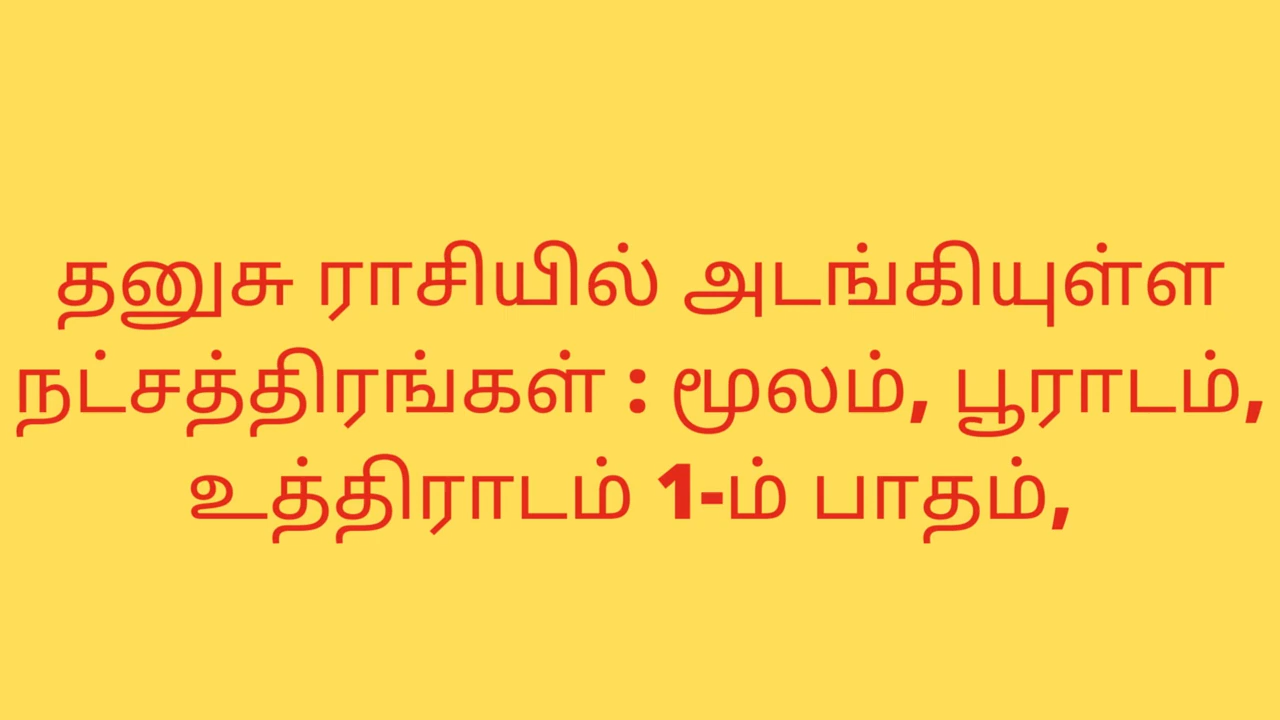 தனுசு ராசியில் அடங்கியுள்ள
நட்சத்திரங்கள் : மூலம், பூராடம்,
உத்திராடம் 1-ம் பாதம்,